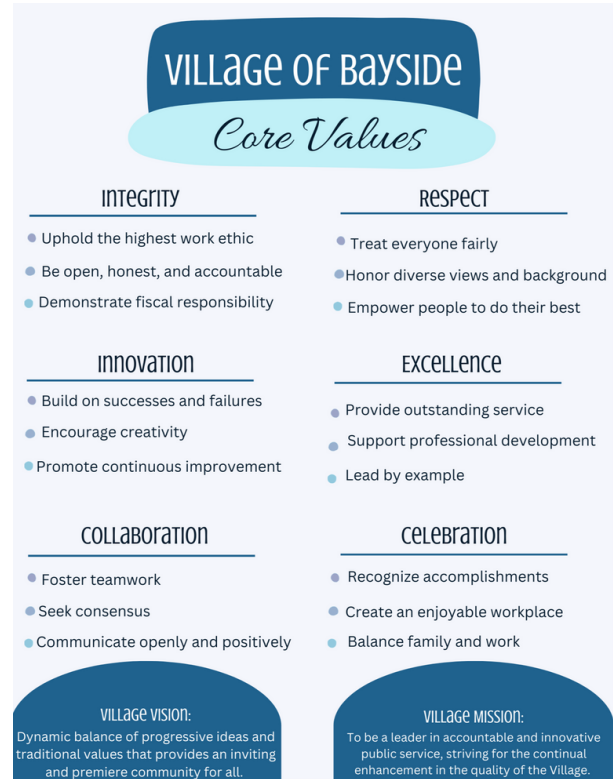 Village of Bayside
Core Values
Integrity
Uphold the highest work ethic
Be open, honest, and accountable
Demonstrate fiscal responsibility
Respect
Treat everyone fairly
Honor diverse views and background
Empower people to do their best
Innovation
Build on successes and failures
Encourage creativity
Promote continuous improvement
Excellence
Provide outstanding service
Support professional development
Lead by example
Collaboration
Foster teamwork
Seek consensus
Communicate openly and positively
Celebration
Recognize accomplishments
Create an enjoyable workplace
Balance family and work
Village Vision:
Dynamic balance of progressive ideas and
traditional values that provides an inviting
and premiere community for all.
Village Mission:
To be a leader in accountable and innovative
public service, striving for the continual
enhancement in the quality of the Village.